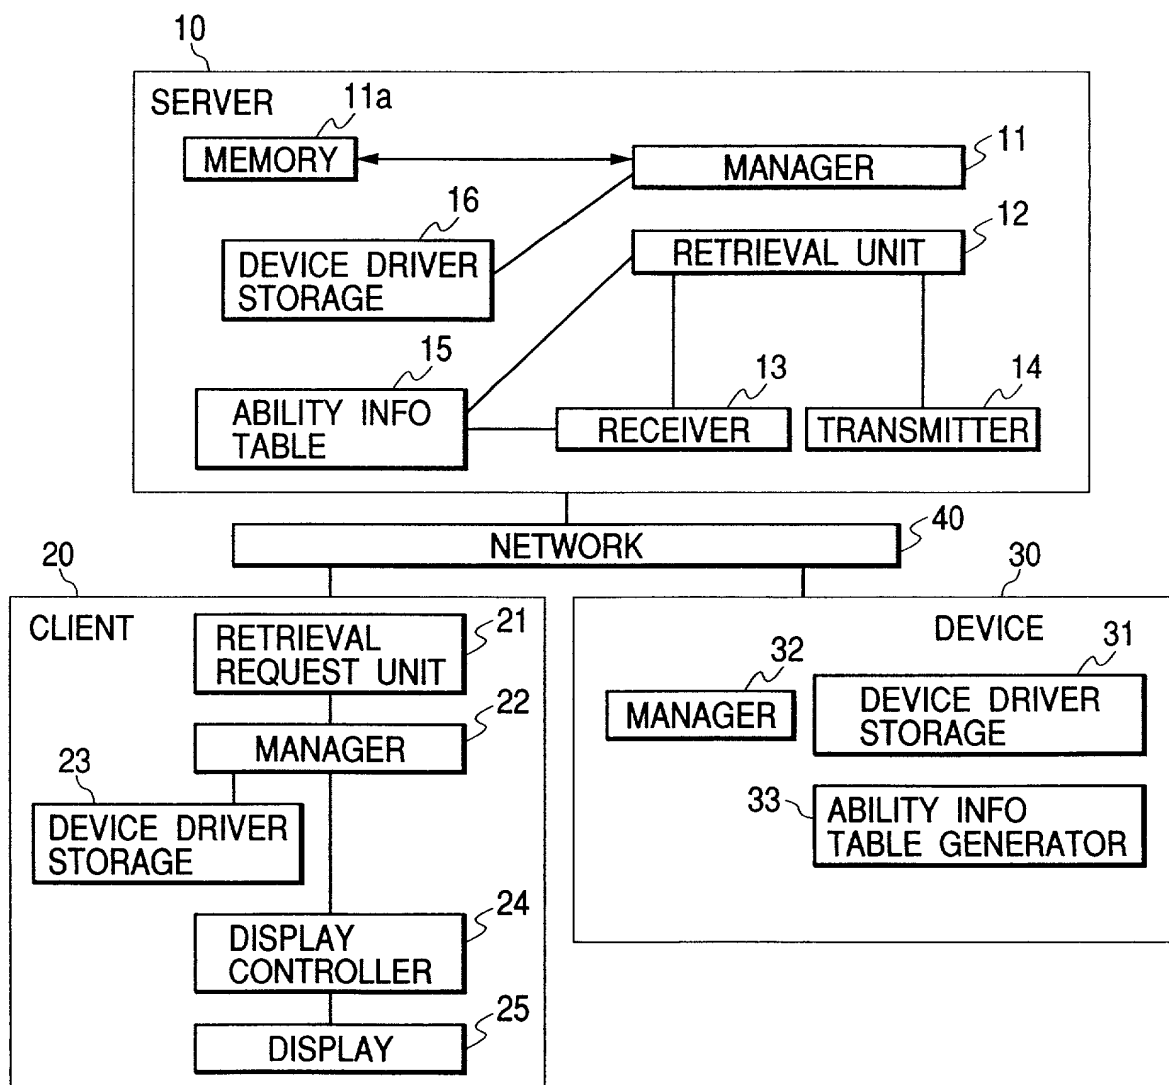 10
SERVER
11a
MEMORY
11
MANAGER
16
DEVICE DRIVER
STORAGE
12
RETRIEVAL UNIT
15
ABILITY INFO
TABLE
13
RECEIVER
14
TRANSMITTER
40
NETWORK
20
CLIENT
21
RETRIEVAL
REQUEST UNIT
22
MANAGER
23
DEVICE DRIVER
STORAGE
24
DISPLAY
CONTROLLER
25
DISPLAY
30
DEVICE
32
MANAGER
31
DEVICE DRIVER
STORAGE
33
ABILITY INFO
TABLE GENERATOR